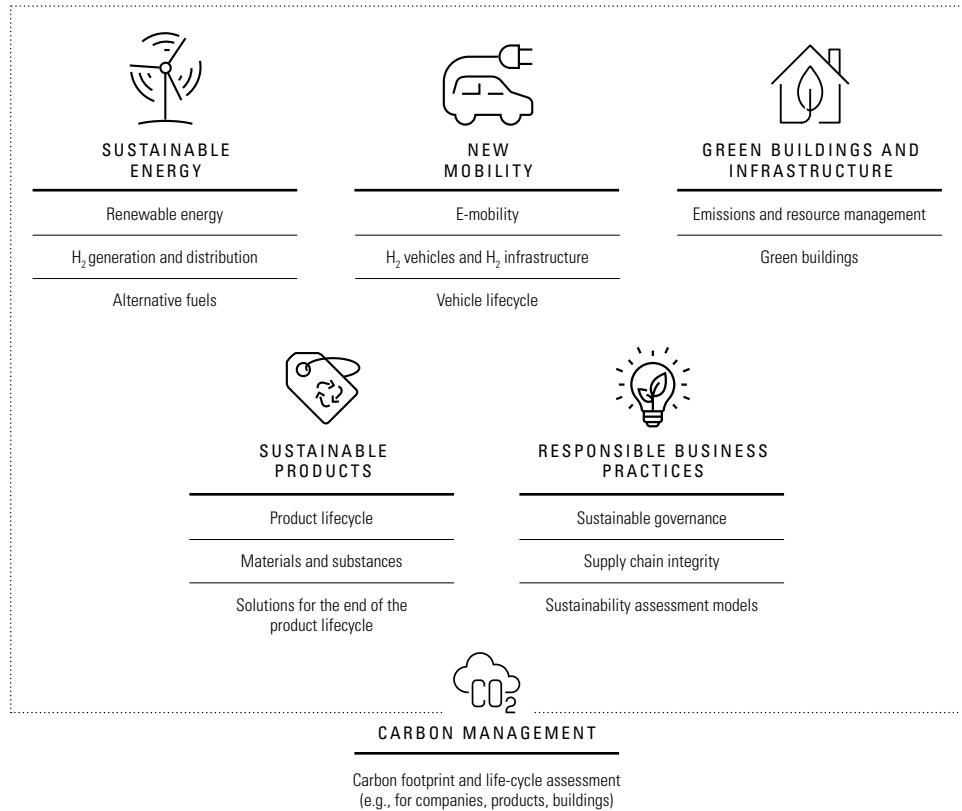 SUSTAINABLE
ENERGY
Renewable energy
H₂ generation and distribution
Alternative fuels
NEW
MOBILITY
E-mobility
H₂ vehicles and H₂ infrastructure
Vehicle lifecycle
GREEN BUILDINGS AND
INFRASTRUCTURE
Emissions and resource management
Green buildings
SUSTAINABLE
PRODUCTS
Product lifecycle
Materials and substances
Solutions for the end of the
product lifecycle
RESPONSIBLE BUSINESS
PRACTICES
Sustainable governance
Supply chain integrity
Sustainability assessment models
CO₂
CARBON MANAGEMENT
Carbon footprint and life-cycle assessment
(e.g., for companies, products, buildings)